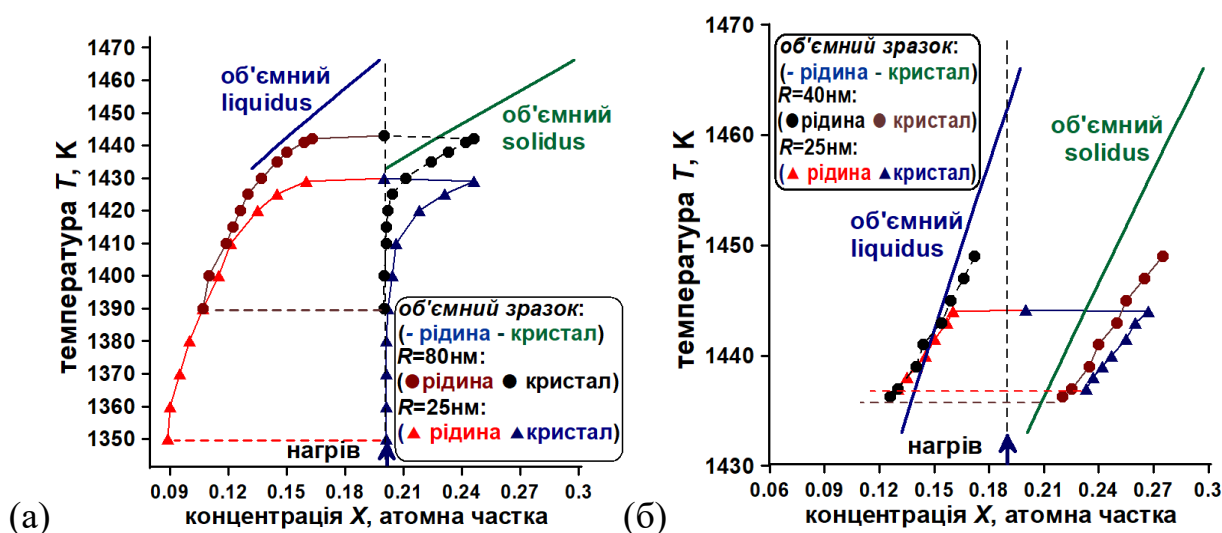 температура T, K
1470
1460
1450
1440
1430
1420
1410
1400
1390
1380
1370
1360
1350
об'ємний
liquidus
об'ємний
solidus
об'ємний зразок:
(- рідина - кристал)
R=80нм:
(●рідина ● кристал)
R=25нм:
(▲ рідина ▲кристал)
нагрів
0.09 0.12 0.15 0.18 0.21 0.24 0.27 0.3
концентрація X, атомна частка
(а)
температура T, K
1470
1460
1450
1440
1430
об'ємний зразок:
(- рідина - кристал)
R=40нм:
(●рідина ● кристал)
R=25нм:
(▲ рідина ▲кристал)
об'ємний
solidus
об'ємний
liquidus
нагрів
0.06 0.09 0.12 0.15 0.18 0.21 0.24 0.27 0.3
концентрація X, атомна частка
(б)